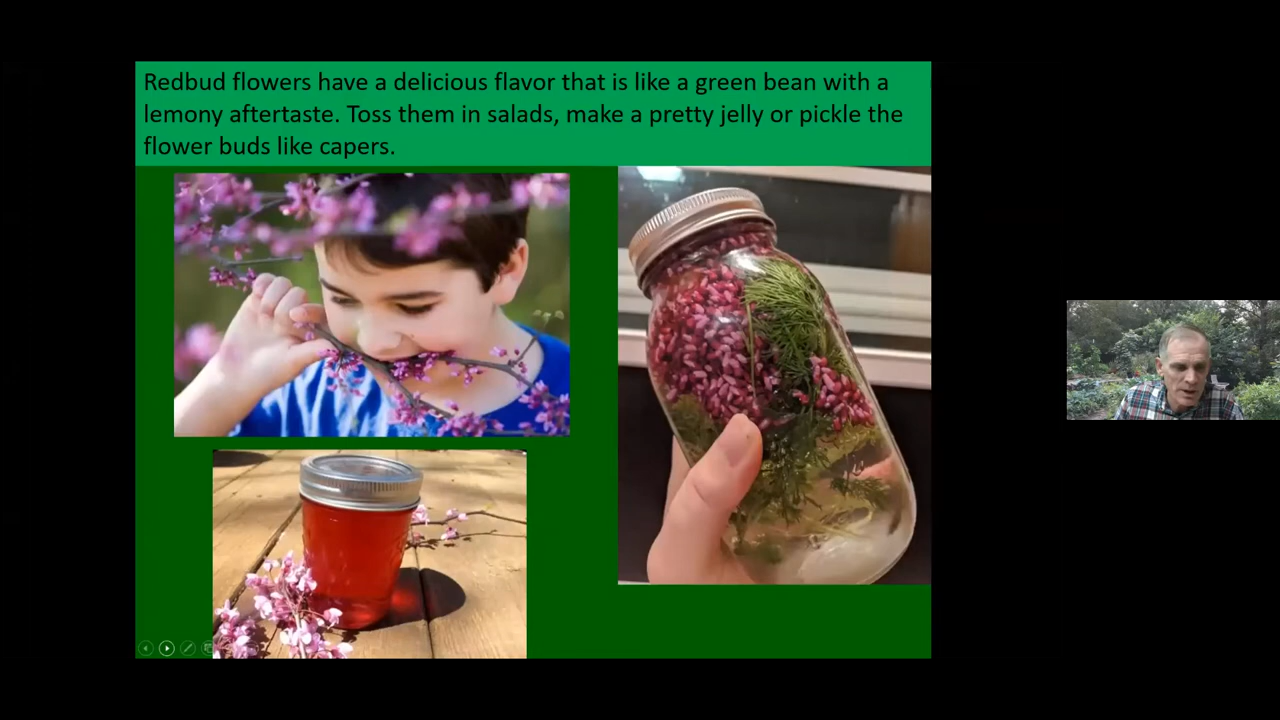 Redbud flowers have a delicious flavor that is like a green bean with a
lemony aftertaste. Toss them in salads, make a pretty jelly or pickle the
flower buds like capers.